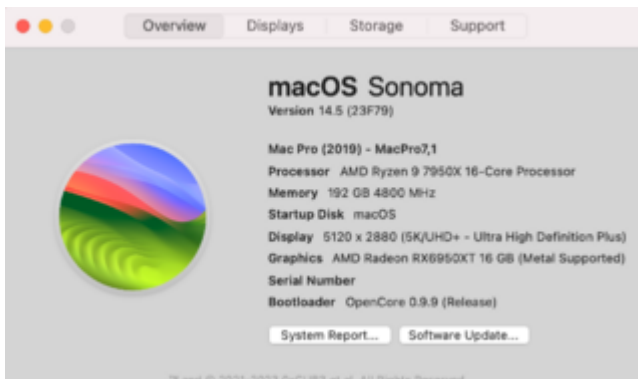 Overview Displays Storage Support
macOS Sonoma
Version 14.5 (23F79)
Mac Pro (2019) - MacPro7,1
Processor AMD Ryzen 9 7950X 16-Core Processor
Memory 192 GB 4800 MHz
Startup Disk macOS
Display 5120 x 2880 (5K/UHD+ - Ultra High Definition Plus)
Graphics AMD Radeon RX6950XT 16 GB (Metal Supported)
Serial Number
Bootloader OpenCore 0.9.9 (Release)
System Report... Software Update...
All Rights Reserved